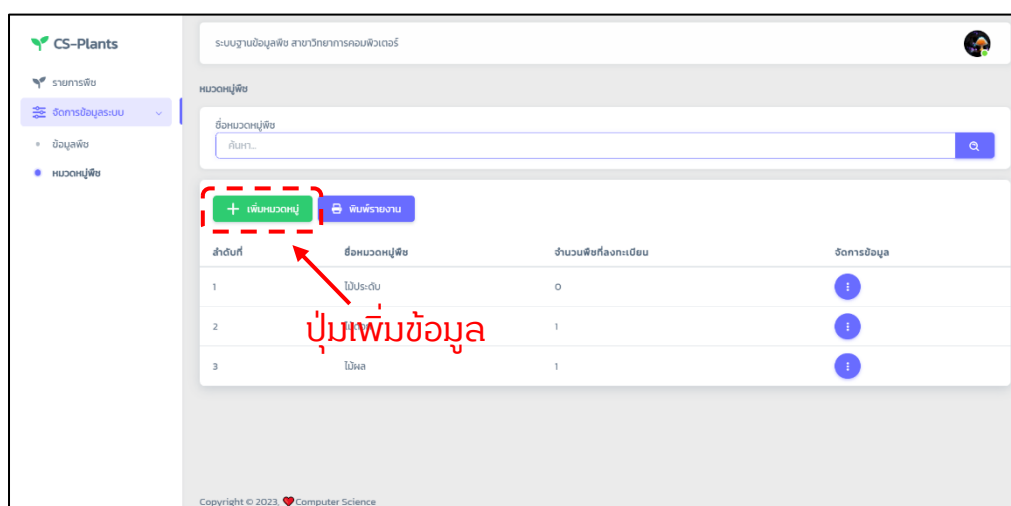 CS-Plants
ระบบฐานข้อมูลพืช สาขาวิทยาการคอมพิวเตอร์
รายการพืช
หมวดหมู่พืช
จัดการข้อมูลระบบ
ชื่อหมวดหมู่พืช
ข้อมูลพืช
ค้นหา...
หมวดหมู่พืช
เพิ่มหมวดหมู่ พิมพ์รายงาน
ลำดับที่ ชื่อหมวดหมู่พืช จำนวนพืชที่ลงทะเบียน จัดการข้อมูล
1 ไม้ประดับ 0
2 1
ปุ่มเพิ่มข้อมูล
3 ไม้ผล 1
Copyright © 2023, Computer Science